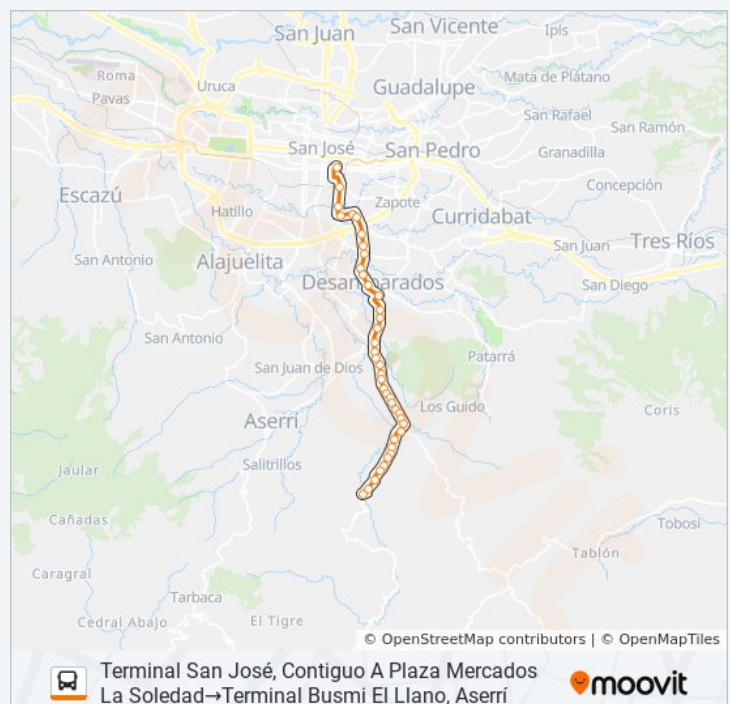 San Juan
San Vicente
Ipís
Roma
Mata de Plátano
Uruca
Guadalupe
Pavas
San Rafael
San Ramón
San José
San Pedro
Granadilla
Escazú
Concepción
Hatillo
Zapote
Curridabat
San Juan
Tres Ríos
San Antonio
Alajuelita
Desamparados
San Diego
San Antonio
Patarrá
San Juan de Dios
Los Guido
Coris
Aserrí
Jaular
Salitrillos
Cañadas
Tobosi
Tablón
Caragral
Tarbaca
Cedral Abajo
El Tigre
© OpenStreetMap contributors | © OpenMapTiles
Terminal San José, Contiguo A Plaza Mercados
La Soledad→Terminal Busmi El Llano, Aserrí
moovit